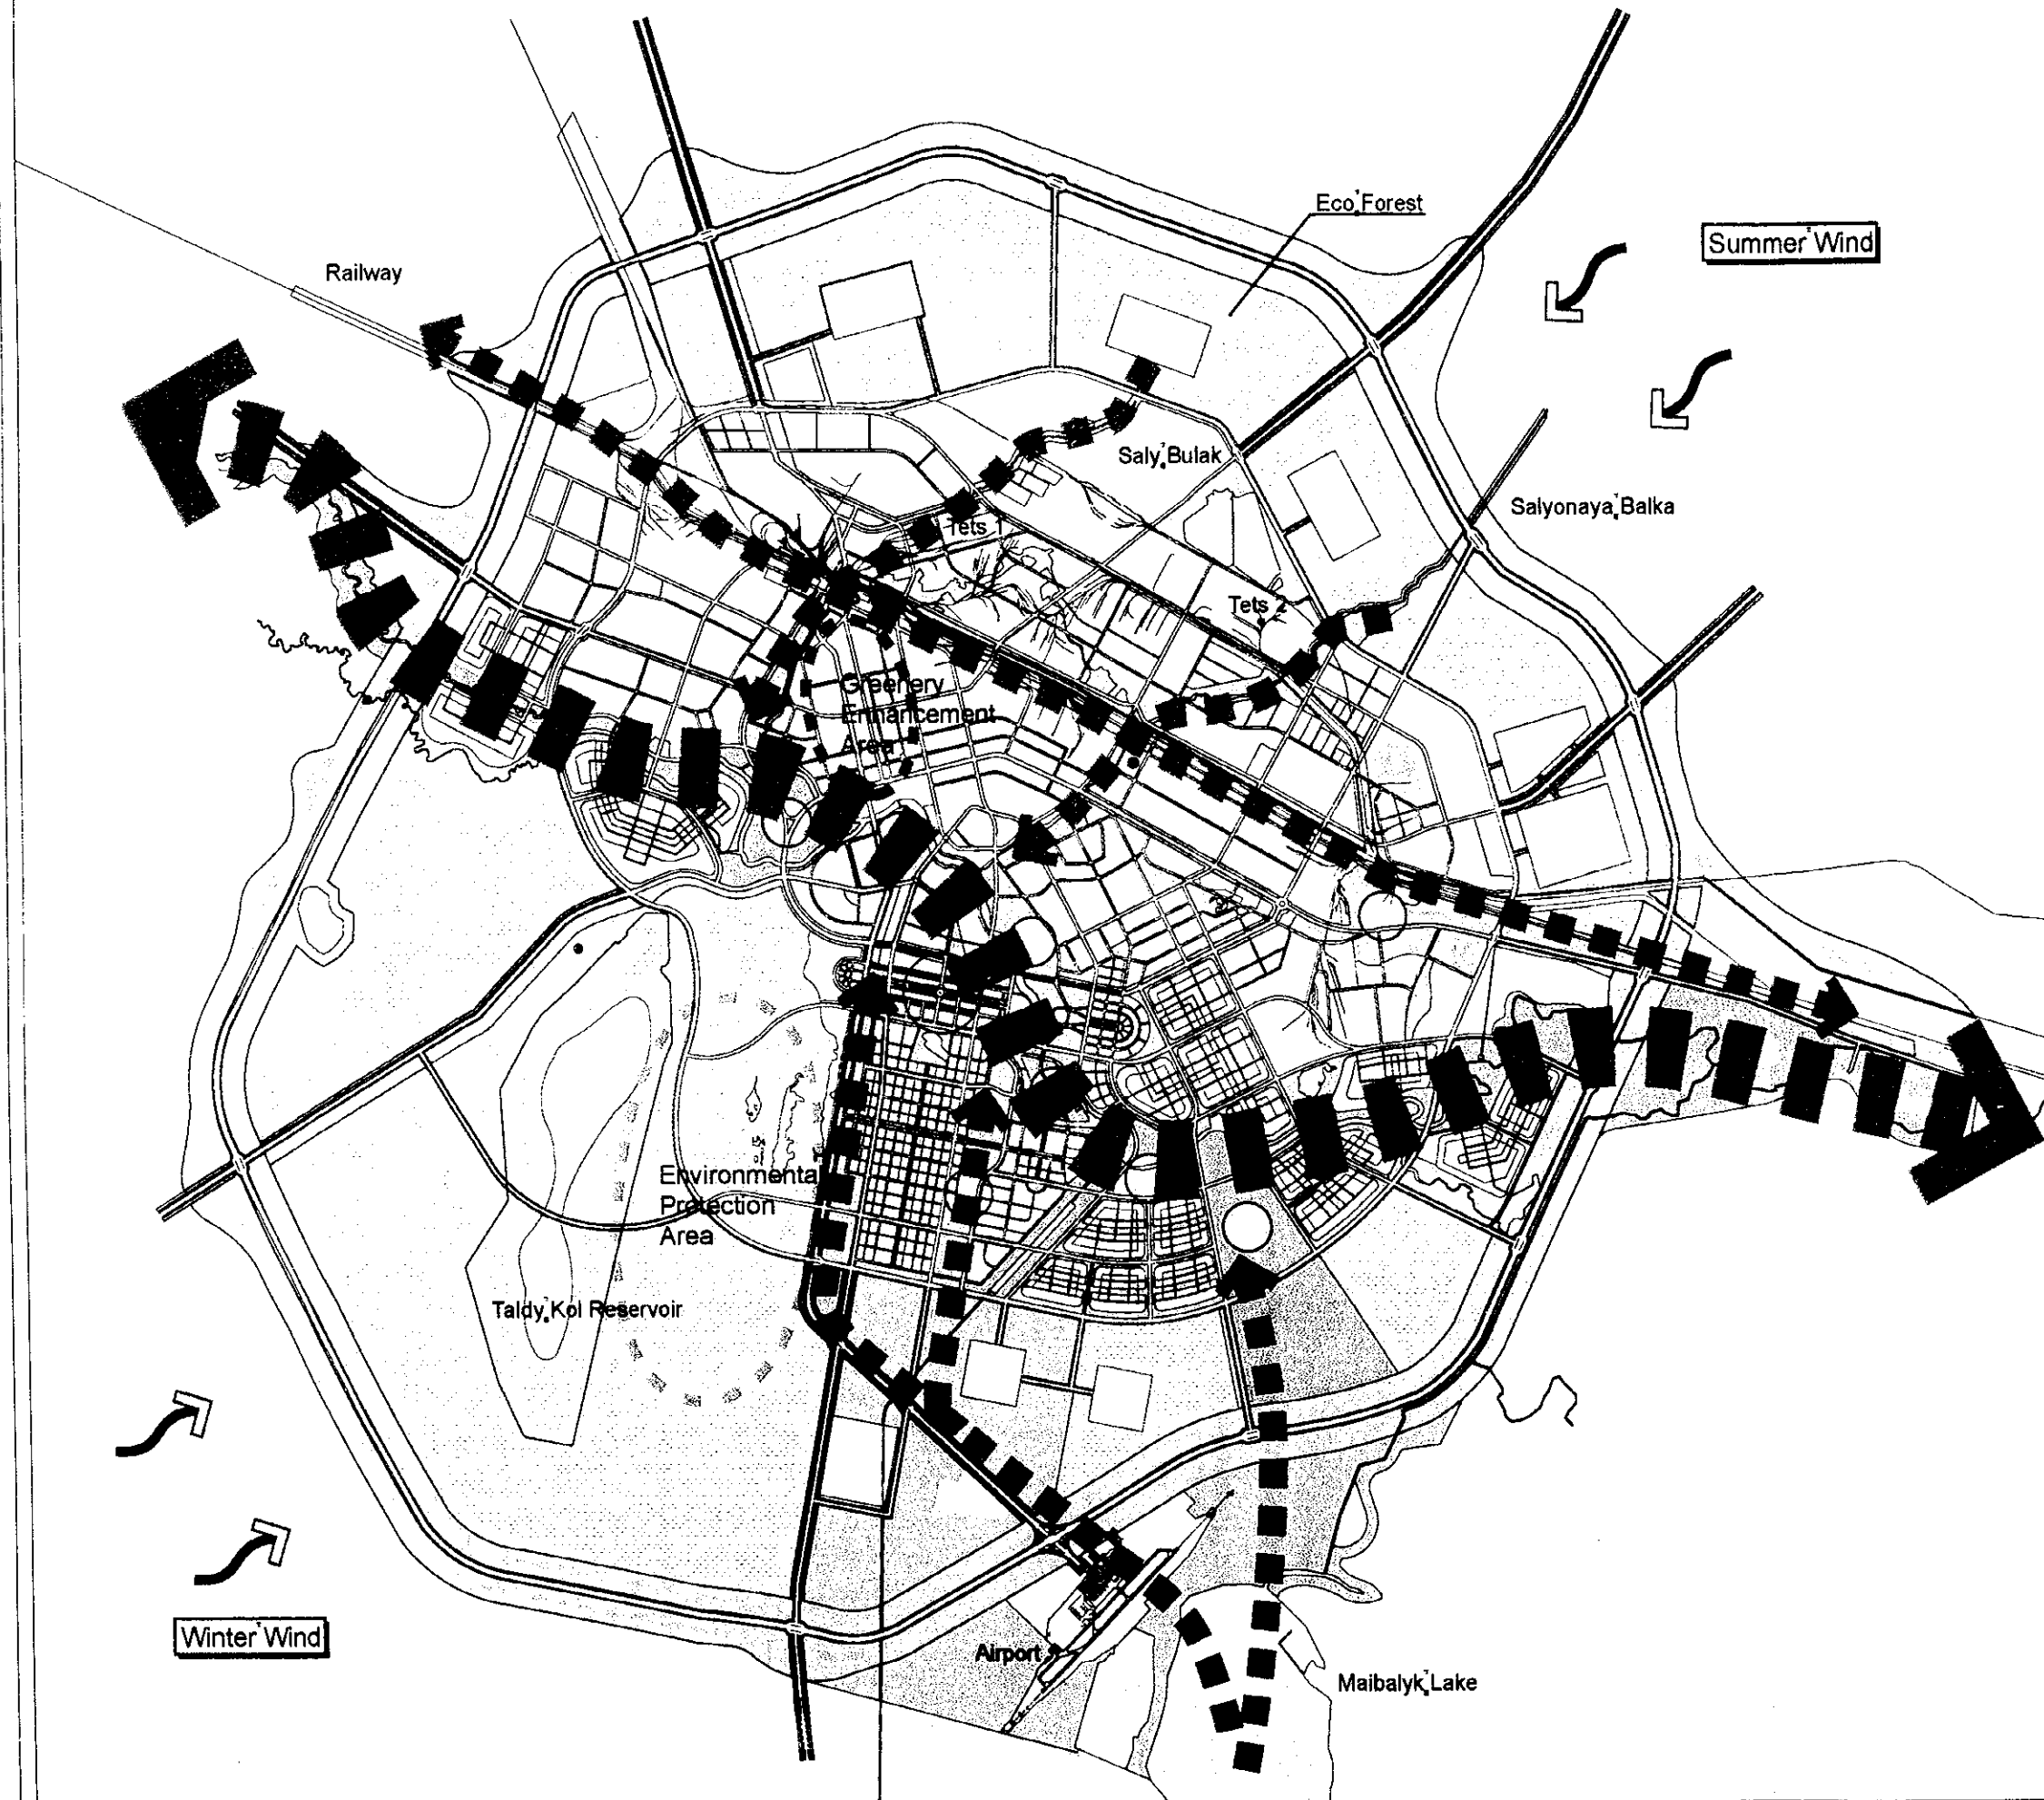 Eco Forest
Summer Wind
Railway
Saly Bulak
Salyonaya Balka
Tets 1
Tets 2
Greenery
Enhancement
Area
Environmental
Protection
Area
Taldy Kol Reservoir
Winter Wind
Airport
Maibalyk Lake